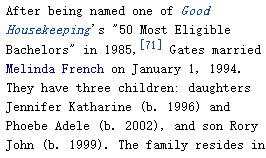 After being named one of Good
Housekeeping's "50 Most Eligible
Bachelors" in 1985,[71] Gates married
Melinda French on January 1, 1994.
They have three children: daughters
Jennifer Katharine (b. 1996) and
Phoebe Adele (b. 2002), and son Rory
John (b. 1999). The family resides in